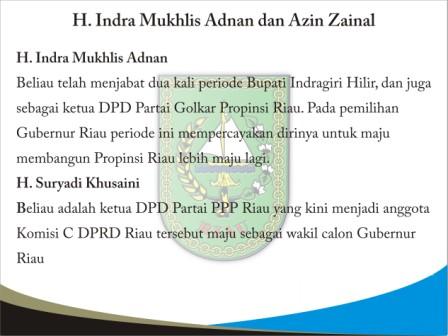 H. Indra Mukhlis Adnan dan Azin Zainal
H. Indra Mukhlis Adnan
Beliau telah menjabat dua kali periode Bupati Indragiri Hilir, dan juga
sebagai ketua DPD Partai Golkar Propinsi Riau. Pada pemilihan
Gubernur Riau periode ini mempercayakan dirinya untuk maju
membangun Propinsi Riau lebih maju lagi.
H. Suryadi Khusaini
Beliau adalah ketua DPD Partai PPP Riau yang kini menjadi anggota
Komisi C DPRD Riau tersebut maju sebagai wakil calon Gubernur
Riau
RIAU